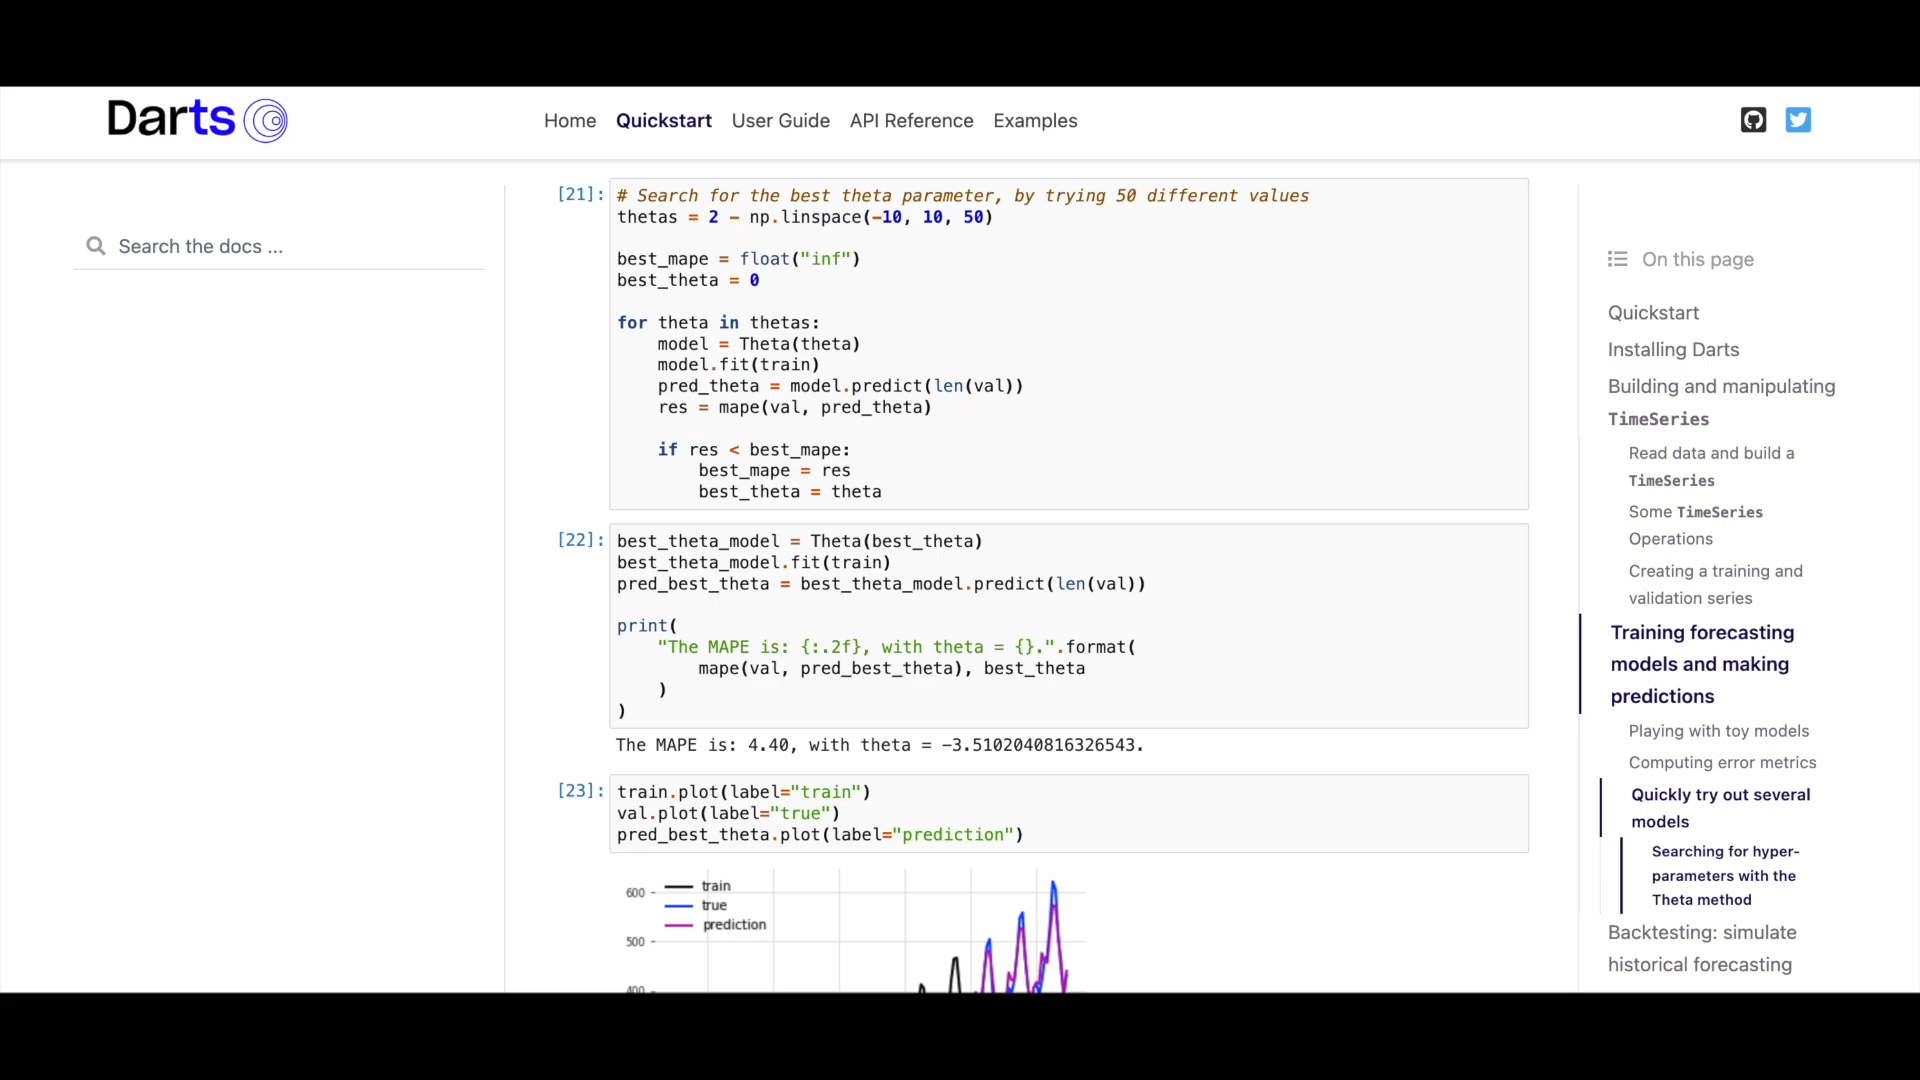 Darts
Home Quickstart User Guide API Reference Examples
Search the docs ...
[21]: # Search for the best theta parameter, by trying 50 different values
thetas = 2 - np.linspace(-10, 10, 50)
best_mape = float("inf")
best_theta = 0
for theta in thetas:
model = Theta(theta)
model.fit(train)
pred_theta = model.predict(len(val))
res = mape(val, pred_theta)
if res < best_mape:
best_mape = res
best_theta = theta
[22]: best_theta_model = Theta(best_theta)
best_theta_model.fit(train)
pred_best_theta = best_theta_model.predict(len(val))
print(
"The MAPE is: {:.2f}, with theta = {}.".format(
mape(val, pred_best_theta), best_theta
)
)
The MAPE is: 4.40, with theta = -3.5102040816326543.
[23]: train.plot(label="train")
val.plot(label="true")
pred_best_theta.plot(label="prediction")
train
true
prediction
600
500
400
On this page
Quickstart
Installing Darts
Building and manipulating
TimeSeries
Read data and build a
TimeSeries
Some TimeSeries
Operations
Creating a training and
validation series
Training forecasting
models and making
predictions
Playing with toy models
Computing error metrics
Quickly try out several
models
Searching for hyper-
parameters with the
Theta method
Backtesting: simulate
historical forecasting